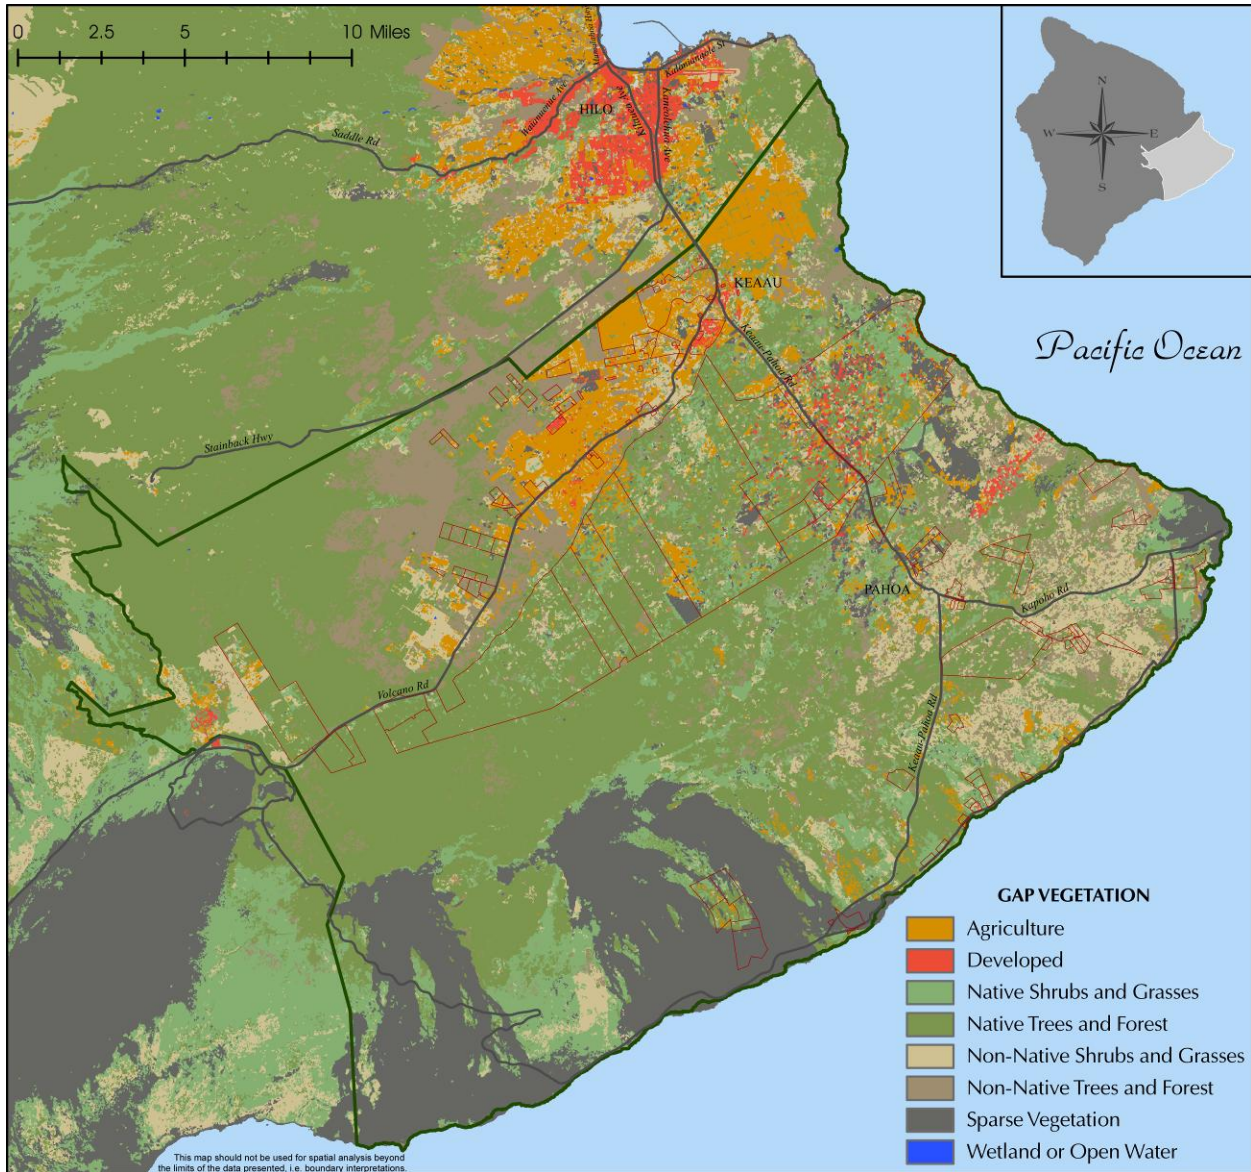 0 2.5 5 10 Miles
N
W E
S
Kalanianaole St
Waianuenue Ave
HILO
Kilauea Ave
Kanoelehua Ave
Saddle Rd
KEAAU
Pacific Ocean
Keaau-Pahoa Rd
Stainback Hwy
PAHOA
Kapoho Rd
Volcano Rd
Keaau-Pahoa Rd
GAP VEGETATION
Agriculture
Developed
Native Shrubs and Grasses
Native Trees and Forest
Non-Native Shrubs and Grasses
Non-Native Trees and Forest
Sparse Vegetation
Wetland or Open Water
This map should not be used for spatial analysis beyond
the limits of the data presented, i.e. boundary interpretations.